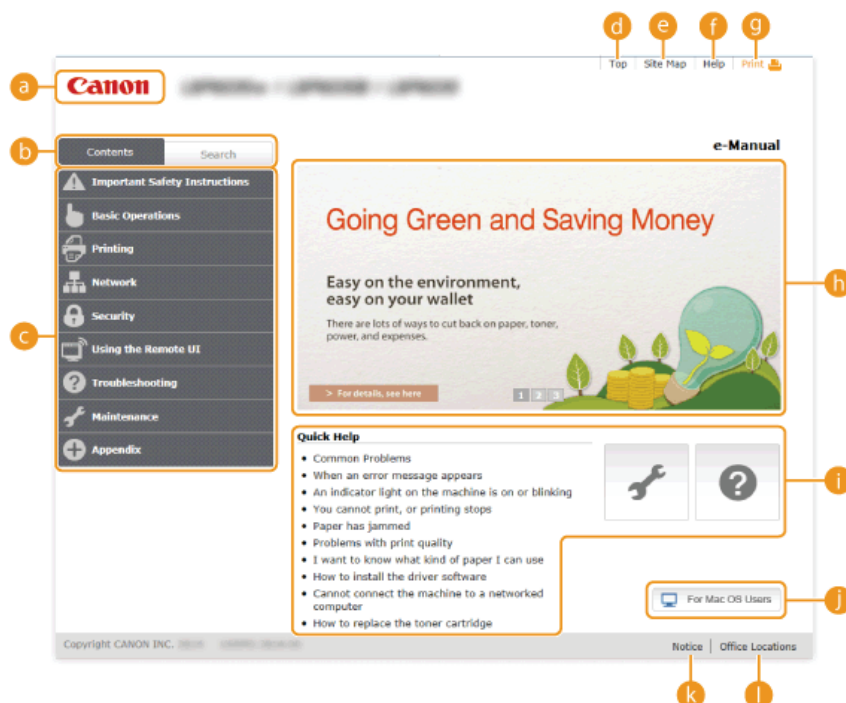 d e f g
Top Site Map Help Print
a Canon
b Contents Search
e-Manual
Important Safety Instructions
Basic Operations
Printing
Network
Security
c Using the Remote UI
Troubleshooting
Maintenance
Appendix
Going Green and Saving Money
Easy on the environment,
easy on your wallet
h
There are lots of ways to cut back on paper, toner,
power, and expenses.
> For details, see here
1 2 3
Quick Help
• Common Problems
• When an error message appears
i
• An indicator light on the machine is on or blinking
• You cannot print, or printing stops
• Paper has jammed
• Problems with print quality
• I want to know what kind of paper I can use
• How to install the driver software
• Cannot connect the machine to a networked
computer
• How to replace the toner cartridge
For Mac OS Users j
Copyright CANON INC.
Notice Office Locations
k l